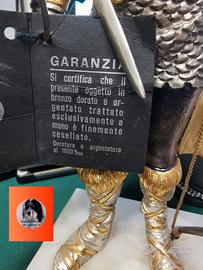 GARANZIA
Si certifica che il
presente oggetto in
bronzo dorato e ar-
gentato trattato
esclusivamente a
mano è finemente
cesellato.
Doratura e argentatura
al 1000 ‰